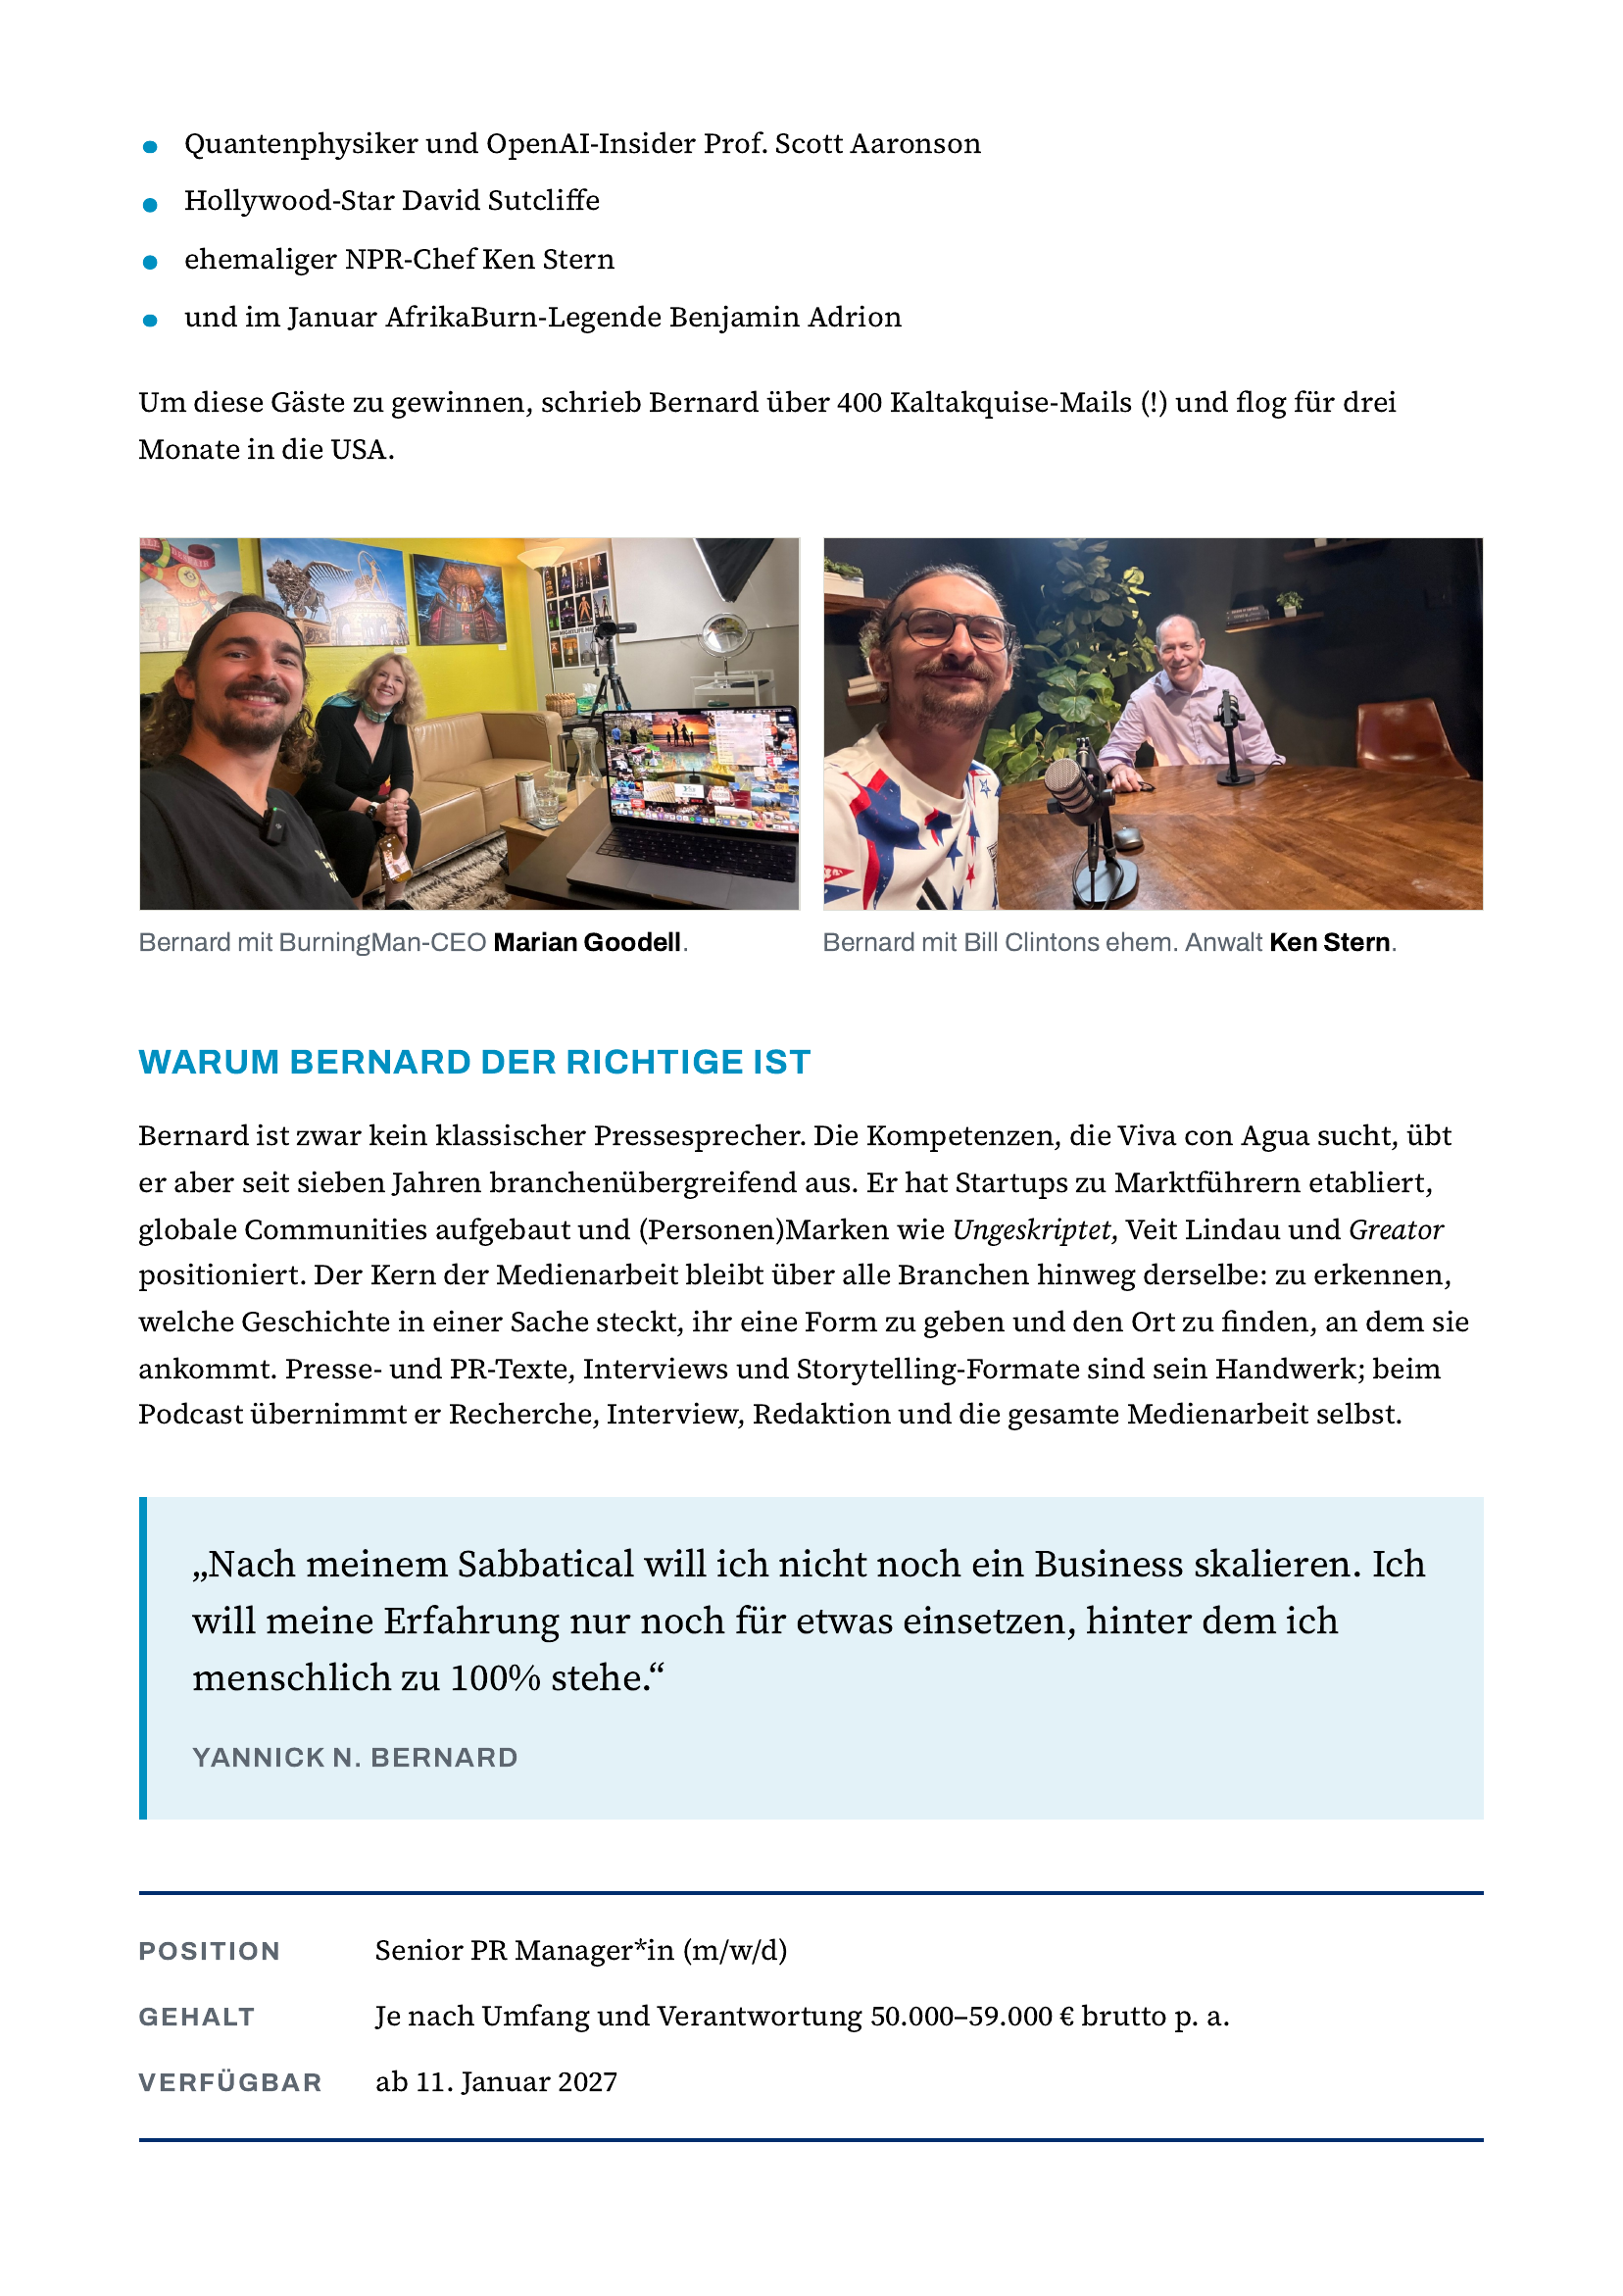 Quantenphysiker und OpenAI-Insider Prof. Scott Aaronson
Hollywood-Star David Sutcliffe
ehemaliger NPR-Chef Ken Stern
und im Januar AfrikaBurn-Legende Benjamin Adrion
Um diese Gäste zu gewinnen, schrieb Bernard über 400 Kaltakquise-Mails (!) und flog für drei
Monate in die USA.
Bernard mit BurningMan-CEO Marian Goodell.
Bernard mit Bill Clintons ehem. Anwalt Ken Stern.
WARUM BERNARD DER RICHTIGE IST
Bernard ist zwar kein klassischer Pressesprecher. Die Kompetenzen, die Viva con Agua sucht, übt
er aber seit sieben Jahren branchenübergreifend aus. Er hat Startups zu Marktführern etabliert,
globale Communities aufgebaut und (Personen)Marken wie Ungeskriptet, Veit Lindau und Greator
positioniert. Der Kern der Medienarbeit bleibt über alle Branchen hinweg derselbe: zu erkennen,
welche Geschichte in einer Sache steckt, ihr eine Form zu geben und den Ort zu finden, an dem sie
ankommt. Presse- und PR-Texte, Interviews und Storytelling-Formate sind sein Handwerk; beim
Podcast übernimmt er Recherche, Interview, Redaktion und die gesamte Medienarbeit selbst.
„Nach meinem Sabbatical will ich nicht noch ein Business skalieren. Ich
will meine Erfahrung nur noch für etwas einsetzen, hinter dem ich
menschlich zu 100% stehe.“
YANNICK N. BERNARD
POSITION Senior PR Manager*in (m/w/d)
GEHALT Je nach Umfang und Verantwortung 50.000–59.000 € brutto p. a.
VERFÜGBAR ab 11. Januar 2027